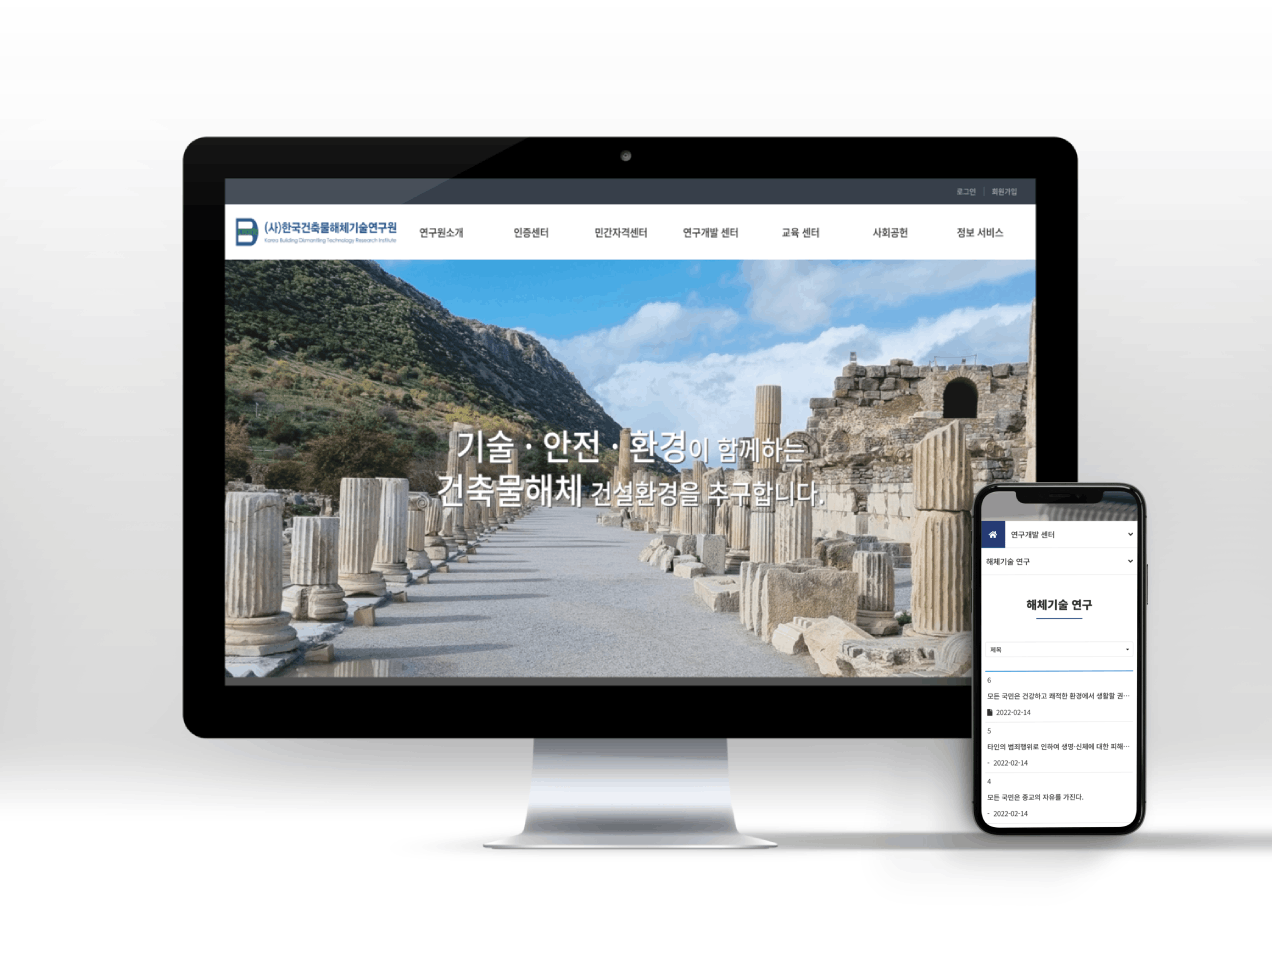 로그인 | 회원가입
(사)한국건축물해체기술연구원
Korea Building Dismantling Technology Research Institute
연구원소개 인증센터 민간자격센터 연구개발 센터 교육 센터 사회공헌 정보 서비스
기술 · 안전 · 환경이 함께하는
건축물해체 건설환경을 추구합니다.
연구개발 센터
해체기술 연구
해체기술 연구
제목
6
모든 국민은 건강하고 쾌적한 환경에서 생활할 권…
2022-02-14
5
타인의 범죄행위로 인하여 생명·신체에 대한 피해…
- 2022-02-14
4
모든 국민은 종교의 자유를 가진다.
- 2022-02-14